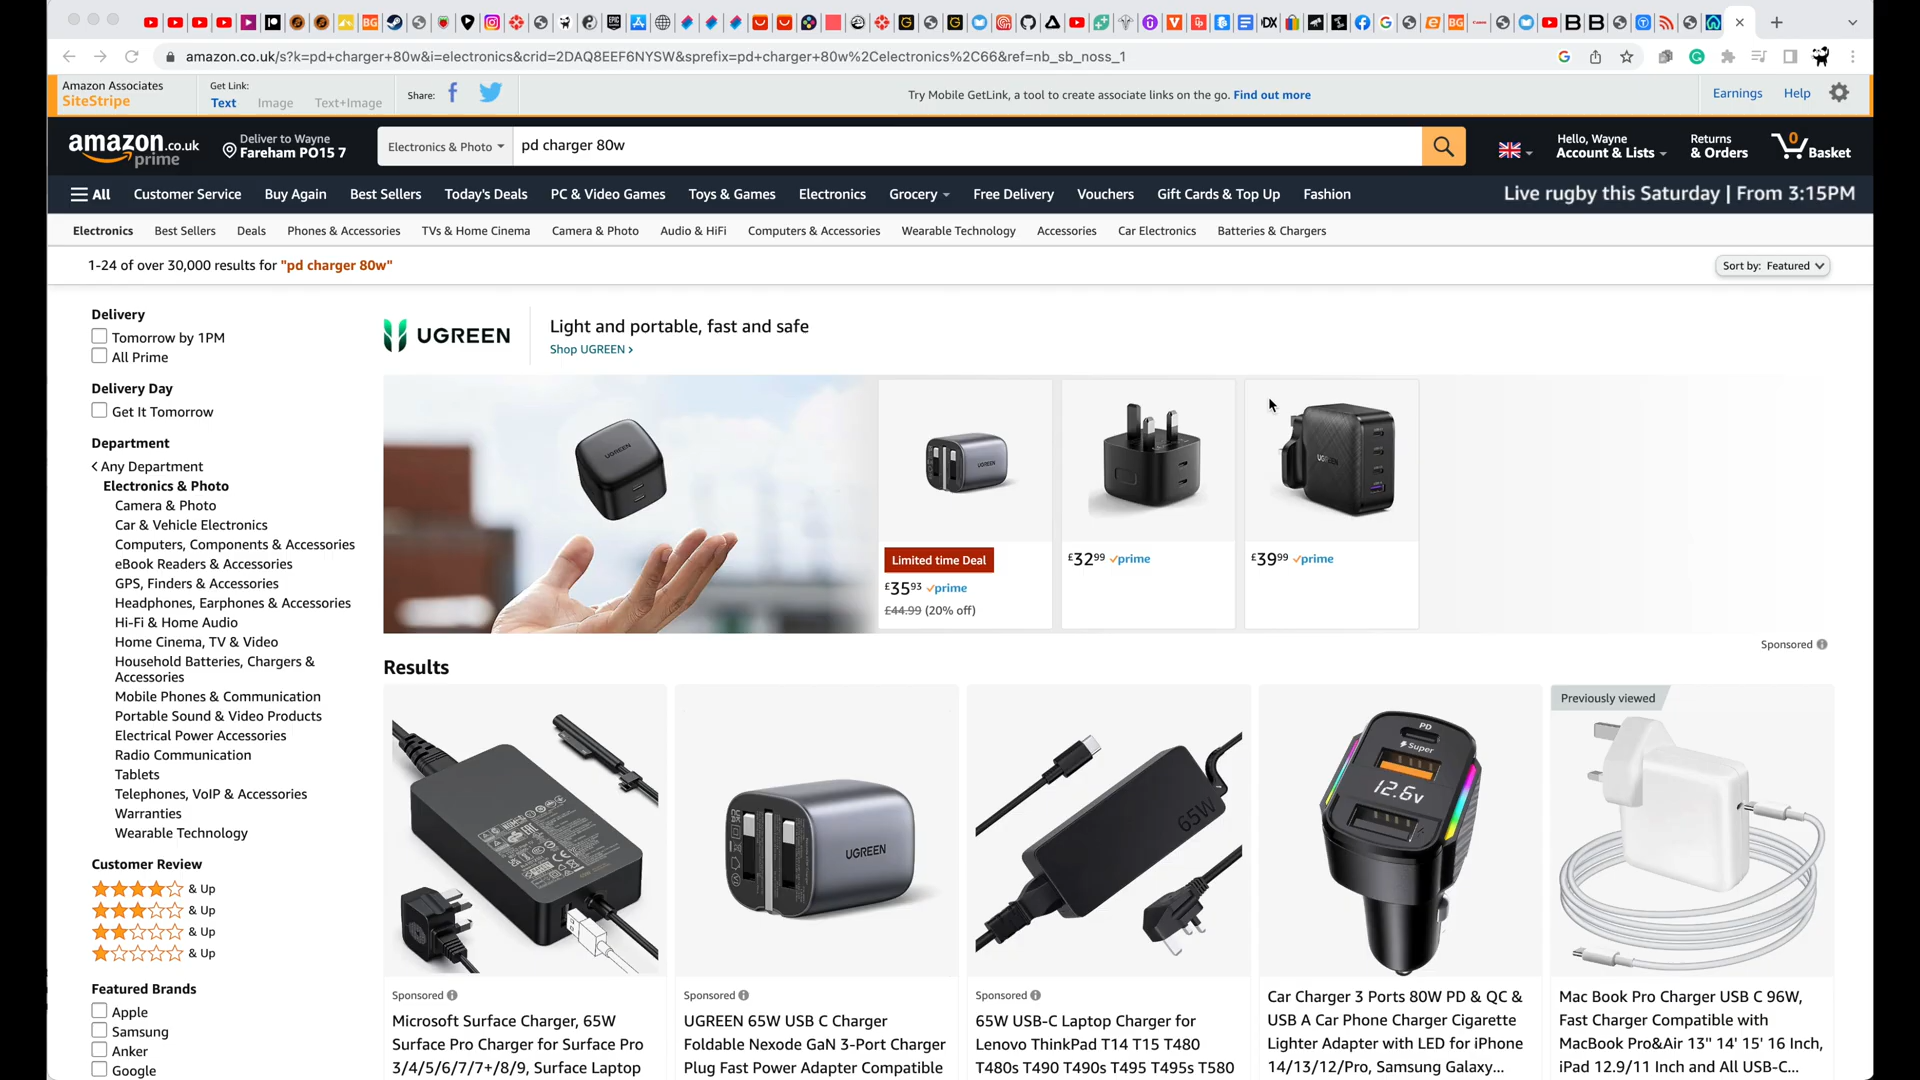 amazon.co.uk/s?k=pd+charger+80w&i=electronics&crid=2DAQ8EEF6NYSW&sprefix=pd+charger+80w%2Celectronics%2C66&ref=nb_sb_noss_1
Amazon Associates
SiteStripe
Get Link:
Text Image Text+Image
Share:
Try Mobile GetLink, a tool to create associate links on the go. Find out more
Earnings Help
amazon.co.uk
prime
Deliver to Wayne
Fareham PO15 7
Electronics & Photo
pd charger 80w
Hello, Wayne
Account & Lists
Returns
& Orders
0
Basket
All Customer Service Buy Again Best Sellers Today's Deals PC & Video Games Toys & Games Electronics Grocery Free Delivery Vouchers Gift Cards & Top Up Fashion
Live rugby this Saturday | From 3:15PM
Electronics Best Sellers Deals Phones & Accessories TVs & Home Cinema Camera & Photo Audio & HiFi Computers & Accessories Wearable Technology Accessories Car Electronics Batteries & Chargers
1-24 of over 30,000 results for "pd charger 80w"
Sort by: Featured
Delivery
Tomorrow by 1PM
All Prime
Delivery Day
Get It Tomorrow
Department
Any Department
Electronics & Photo
Camera & Photo
Car & Vehicle Electronics
Computers, Components & Accessories
eBook Readers & Accessories
GPS, Finders & Accessories
Headphones, Earphones & Accessories
Hi-Fi & Home Audio
Home Cinema, TV & Video
Household Batteries, Chargers &
Accessories
Mobile Phones & Communication
Portable Sound & Video Products
Electrical Power Accessories
Radio Communication
Tablets
Telephones, VoIP & Accessories
Warranties
Wearable Technology
Customer Review
& Up
& Up
& Up
& Up
Featured Brands
Apple
Samsung
Anker
Google
UGREEN
Light and portable, fast and safe
Shop UGREEN ›
UGREEN
UGREEN
UGREEN
Limited time Deal
£35.93 prime
£44.99 (20% off)
£32.99 prime
£39.99 prime
Sponsored
Results
UGREEN
65W
PD
Super
12.6v
Previously viewed
Sponsored
Microsoft Surface Charger, 65W
Surface Pro Charger for Surface Pro
3/4/5/6/7/7+/8/9, Surface Laptop
Sponsored
UGREEN 65W USB C Charger
Foldable Nexode GaN 3-Port Charger
Plug Fast Power Adapter Compatible
Sponsored
65W USB-C Laptop Charger for
Lenovo ThinkPad T14 T15 T480
T480s T490 T490s T495 T495s T580
Car Charger 3 Ports 80W PD & QC &
USB A Car Phone Charger Cigarette
Lighter Adapter with LED for iPhone
14/13/12/Pro, Samsung Galaxy...
Mac Book Pro Charger USB C 96W,
Fast Charger Compatible with
MacBook Pro&Air 13" 14' 15' 16 Inch,
iPad 12.9/11 Inch and All USB-C...